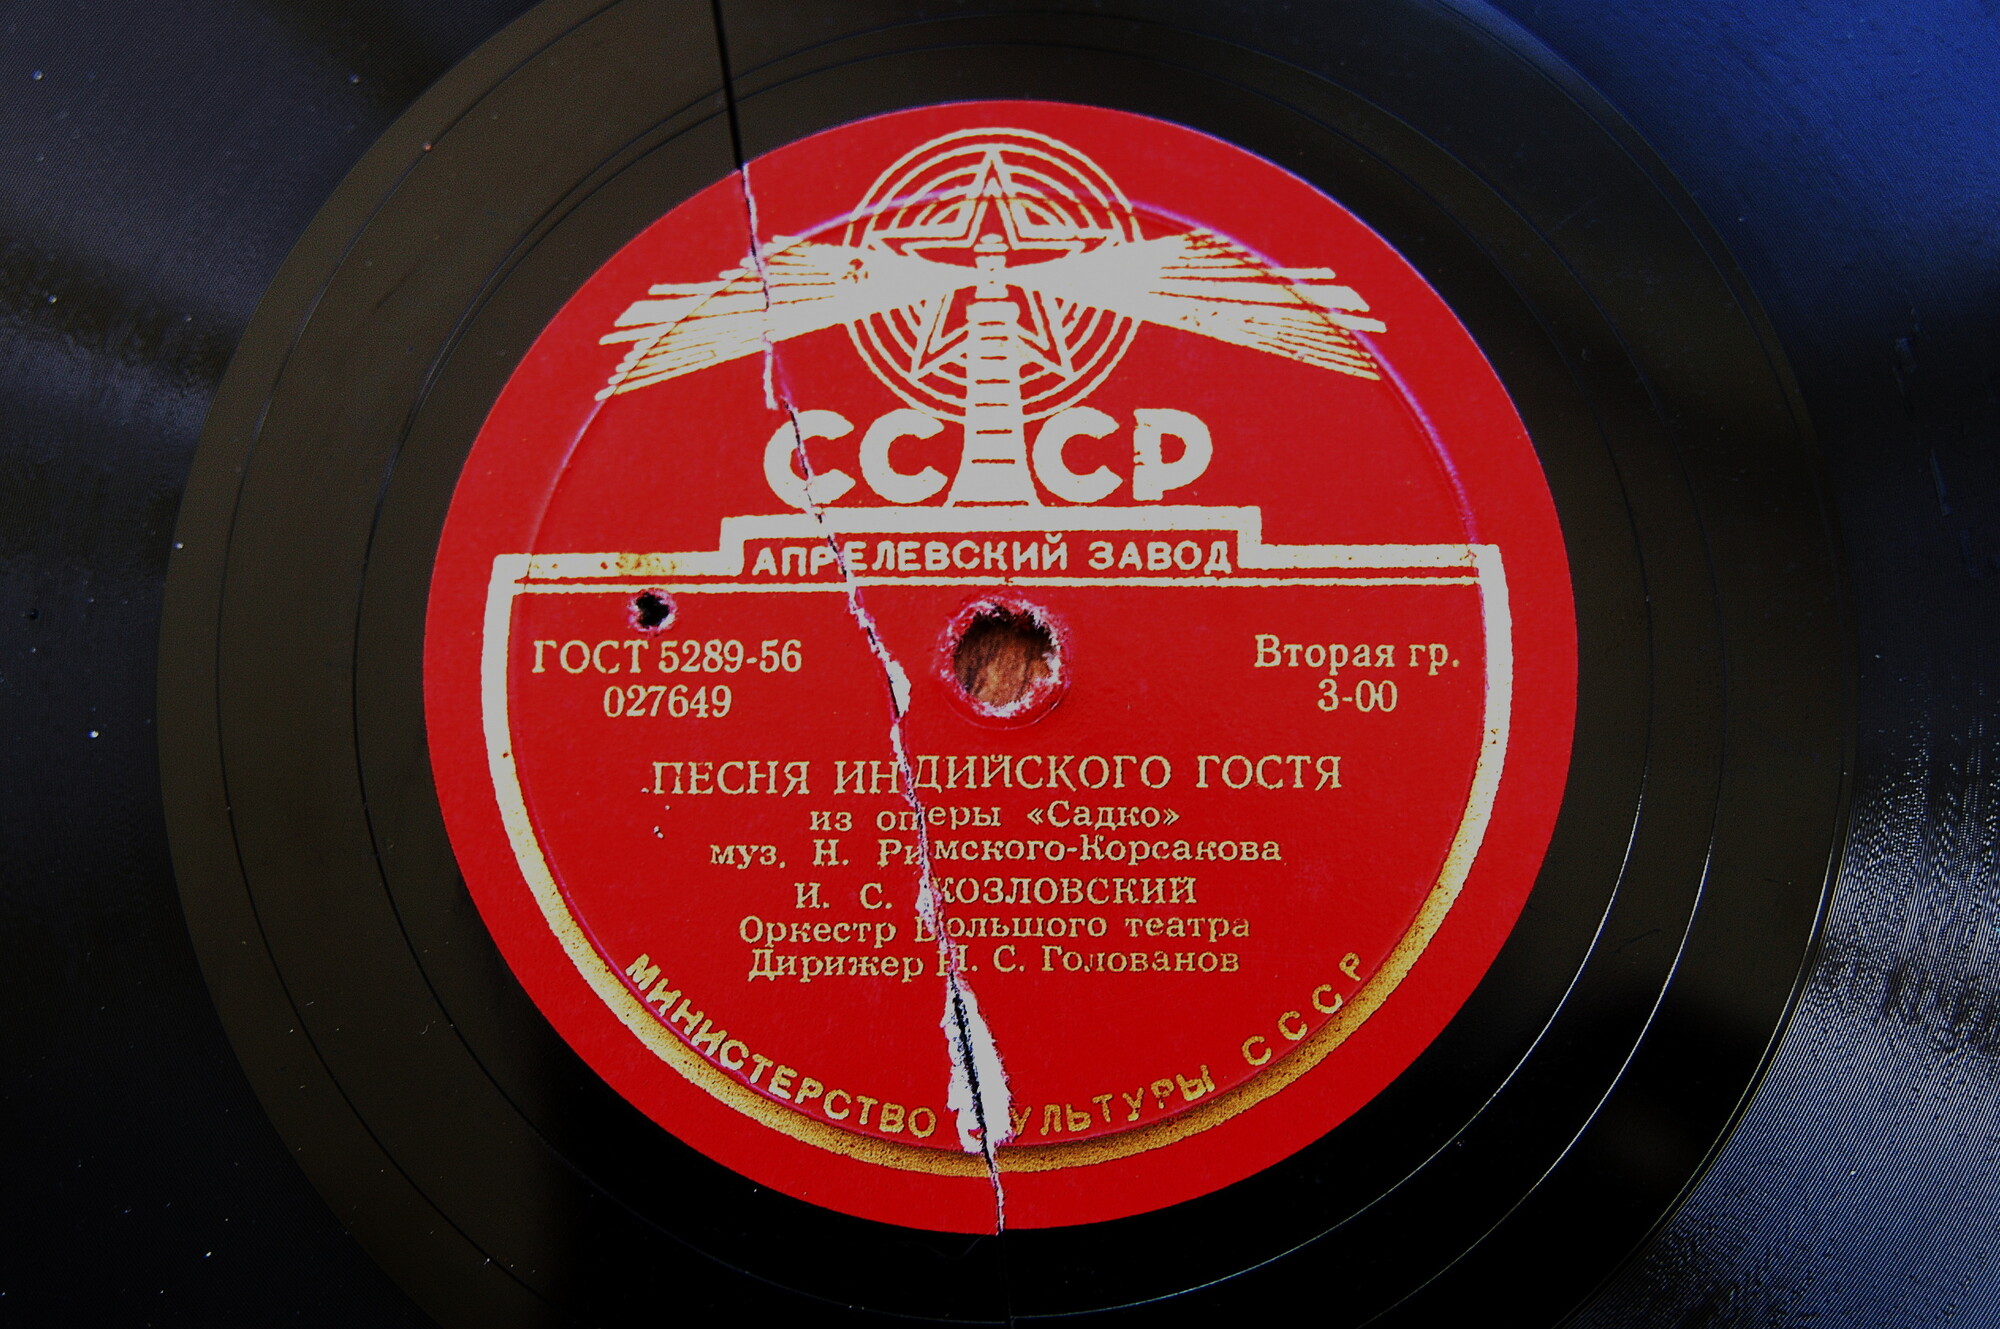 СССР
АПРЕЛЕВСКИЙ ЗАВОД
ГОСТ 5289-56
027649
Вторая гр.
3-00
ПЕСНЯ ИНДИЙСКОГО ГОСТЯ
из оперы «Садко»
муз. Н. Римского-Корсакова
И. С. КОЗЛОВСКИЙ
Оркестр Большого театра
Дирижер Н. С. Голованов
МИНИСТЕРСТВО КУЛЬТУРЫ СССР